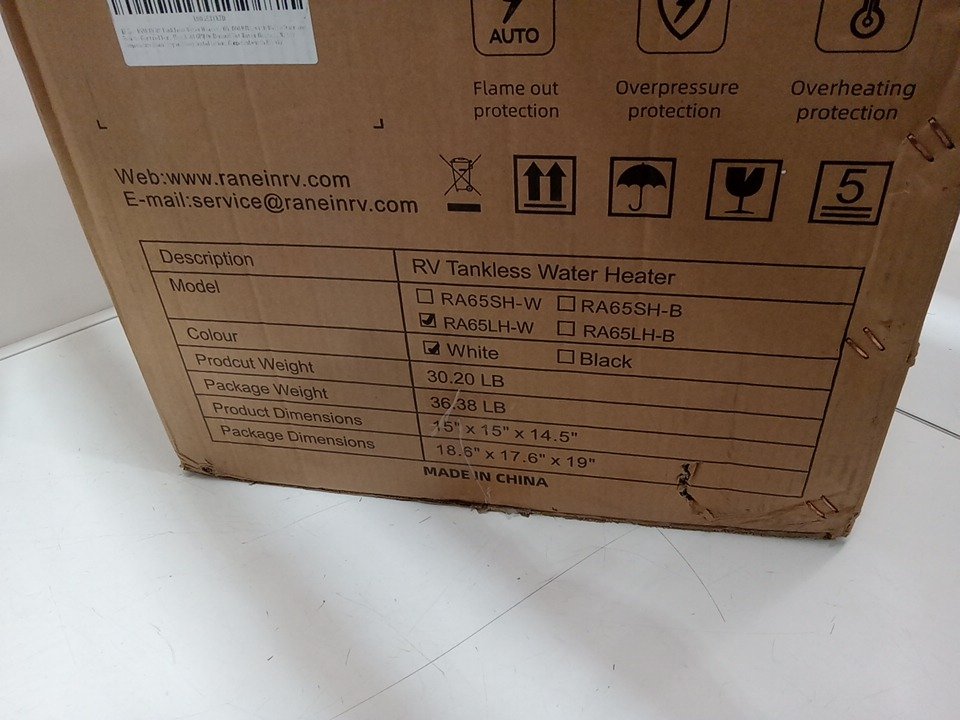 AUTO
Flame out
protection
Overpressure
protection
Overheating
protection
Web:www.raneinrv.com
E-mail:service@raneinrv.com
5
Description RV Tankless Water Heater
Model RA65SH-W RA65SH-B
RA65LH-W RA65LH-B
Colour White Black
Prodcut Weight 30.20 LB
Package Weight 36.38 LB
Product Dimensions 15" x 15" x 14.5"
Package Dimensions 18.6" x 17.6" x 19"
MADE IN CHINA